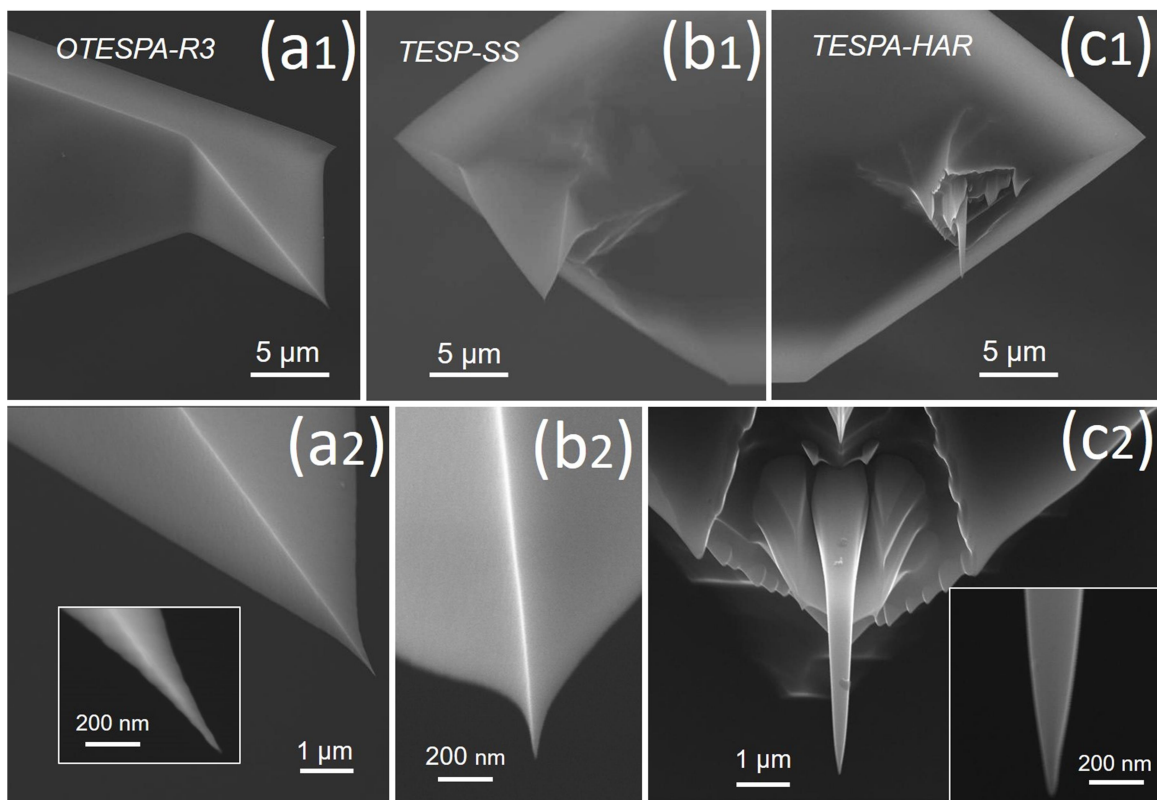 OTESPA-R3
(a1)
5 μm
TESP-SS
(b1)
5 μm
TESPA-HAR
(c1)
5 μm
(a2)
200 nm
1 μm
(b2)
200 nm
(c2)
1 μm
200 nm